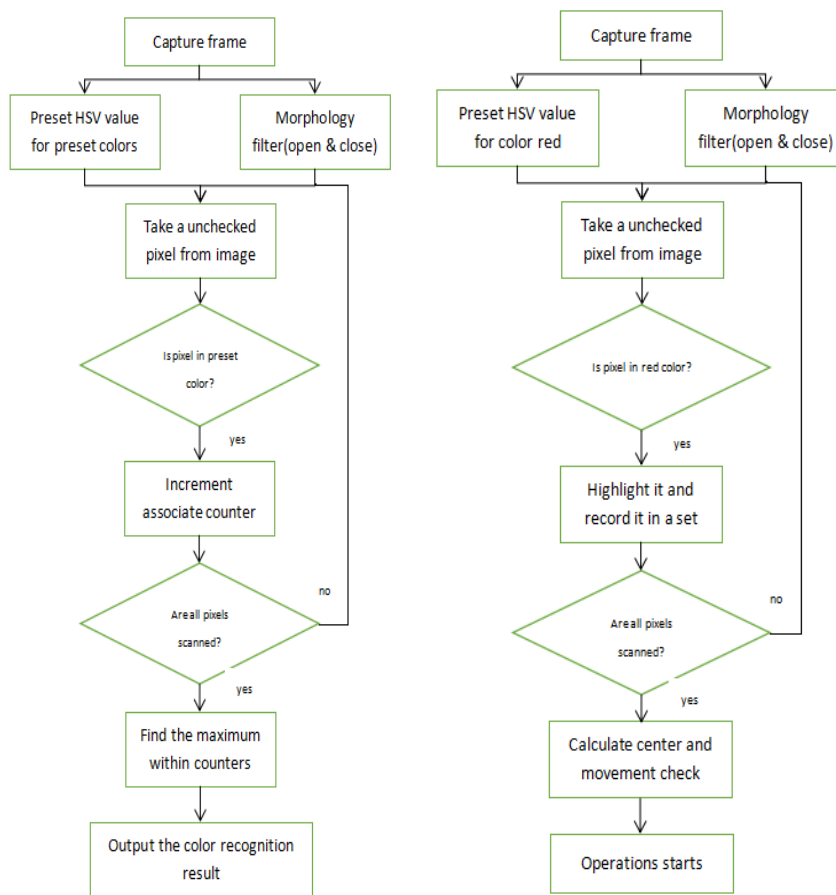 Capture frame
Preset HSV value
for preset colors
Morphology
filter(open & close)
Take a unchecked
pixel from image
Is pixel in preset
color?
yes
Increment
associate counter
Are all pixels
scanned?
no
yes
Find the maximum
within counters
Output the color recognition
result
Capture frame
Preset HSV value
for color red
Morphology
filter(open & close)
Take a unchecked
pixel from image
Is pixel in red color?
yes
Highlight it and
record it in a set
Are all pixels
scanned?
no
yes
Calculate center and
movement check
Operations starts